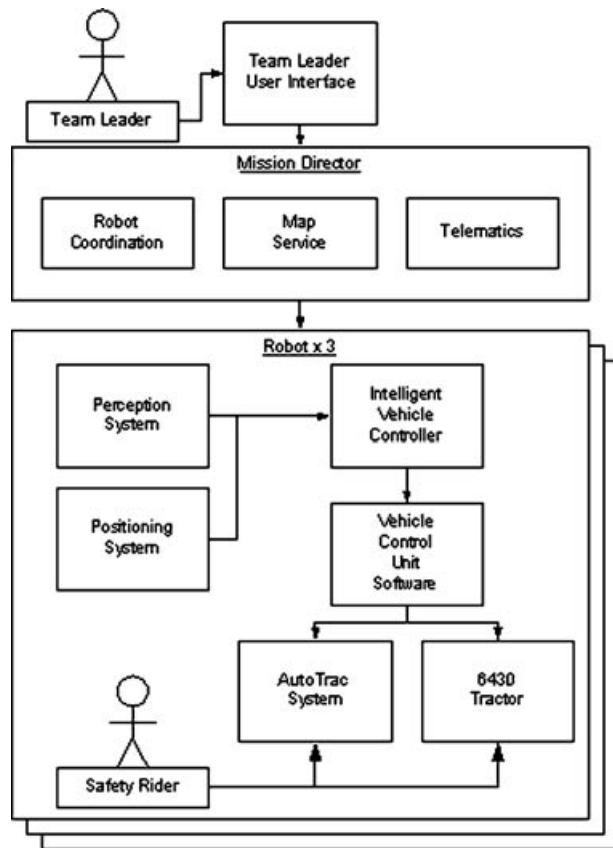 Team Leader
User Interface
Team Leader
Mission Director
Robot
Coordination
Map
Service
Telematics
Robot x 3
Perception
System
Intelligent
Vehicle
Controller
Positioning
System
Vehicle
Control
Unit
Software
AutoTrac
System
6430
Tractor
Safety Rider